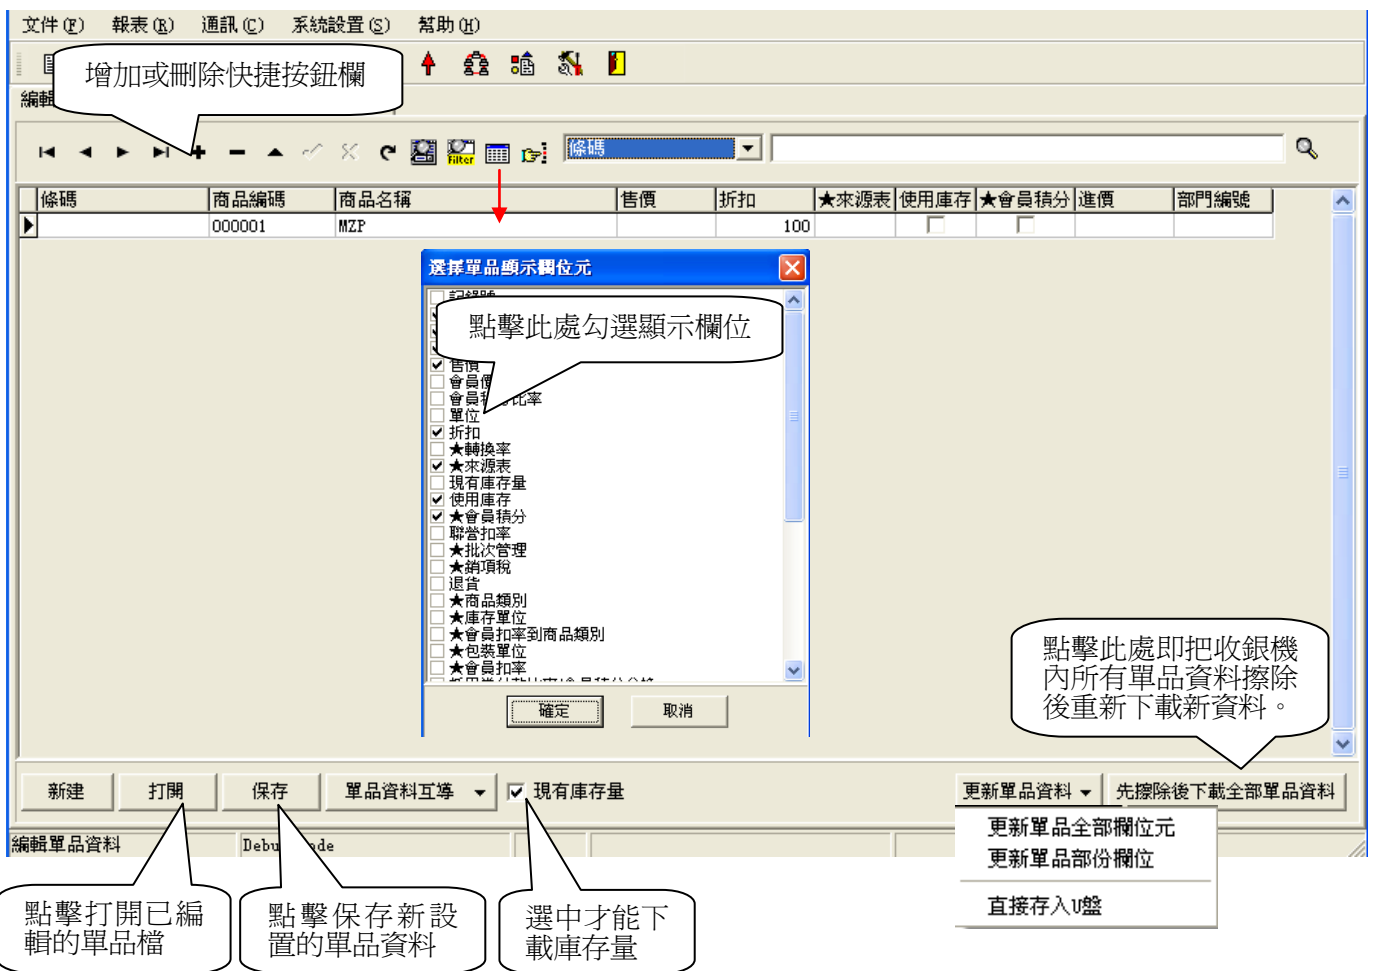 文件(F) 報表(R) 通訊(C) 系統設置(S) 幫助(H)
增加或刪除快捷按鈕欄
編輯
Filter 條碼
條碼 商品編碼 商品名稱 售價 折扣 ★來源表 使用庫存 ★會員積分 進價 部門編號
000001 MZP 100
選擇單品顯示欄位元
點擊此處勾選顯示欄位
售價
會員價
會員積分比率
單位
折扣
★轉換率
★來源表
現有庫存量
使用庫存
★會員積分
聯營扣率
★批次管理
★銷項稅
退貨
★商品類別
★庫存單位
★會員扣率到商品類別
★包裝單位
★會員扣率
確定 取消
點擊此處即把收銀機
內所有單品資料擦除
後重新下載新資料。
新建 打開 保存 單品資料互導 現有庫存量 更新單品資料 先擦除後下載全部單品資料
更新單品全部欄位元
更新單品部份欄位
直接存入U盤
編輯單品資料
點擊打開已編
輯的單品檔
點擊保存新設
置的單品資料
選中才能下
載庫存量